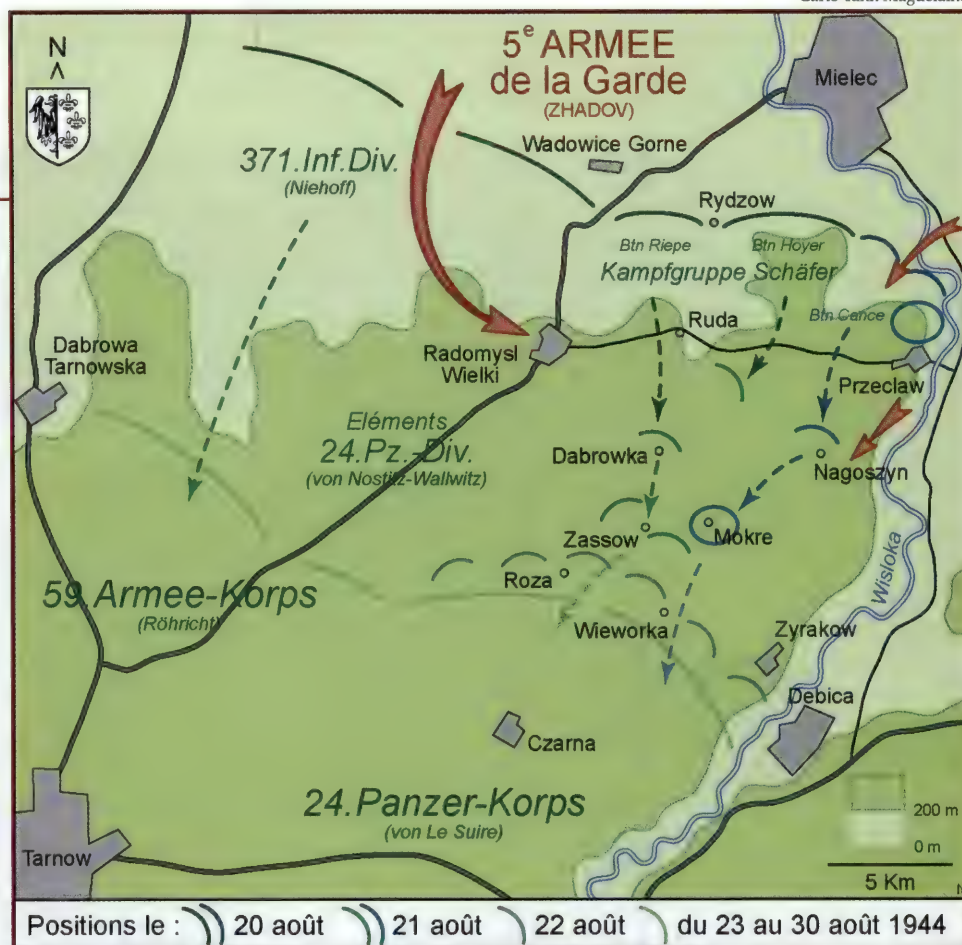 N
5e ARMEE
de la Garde
(ZHADOV)
Mielec
Wadowice Gorne
371.Inf.Div.
(Niehoff)
Rydzow
Btn Riepe
Btn Höyer
Kampfgruppe Schäfer
Btn Cance
Ruda
Dabrowa
Tarnowska
Radomysl
Wielki
Przeclaw
Eléments
24.Pz.-Div.
(von Nostitz-Wallwitz)
Dabrowka
Nagoszyn
Zassow
Mokre
Wisloka
59.Armee-Korps
(Röhricht)
Roza
Wieworka
Zyrakow
Debica
Czarna
24.Panzer-Korps
(von Le Suire)
200 m
0 m
Tarnow
5 Km
Positions le : 20 août 21 août 22 août du 23 au 30 août 1944